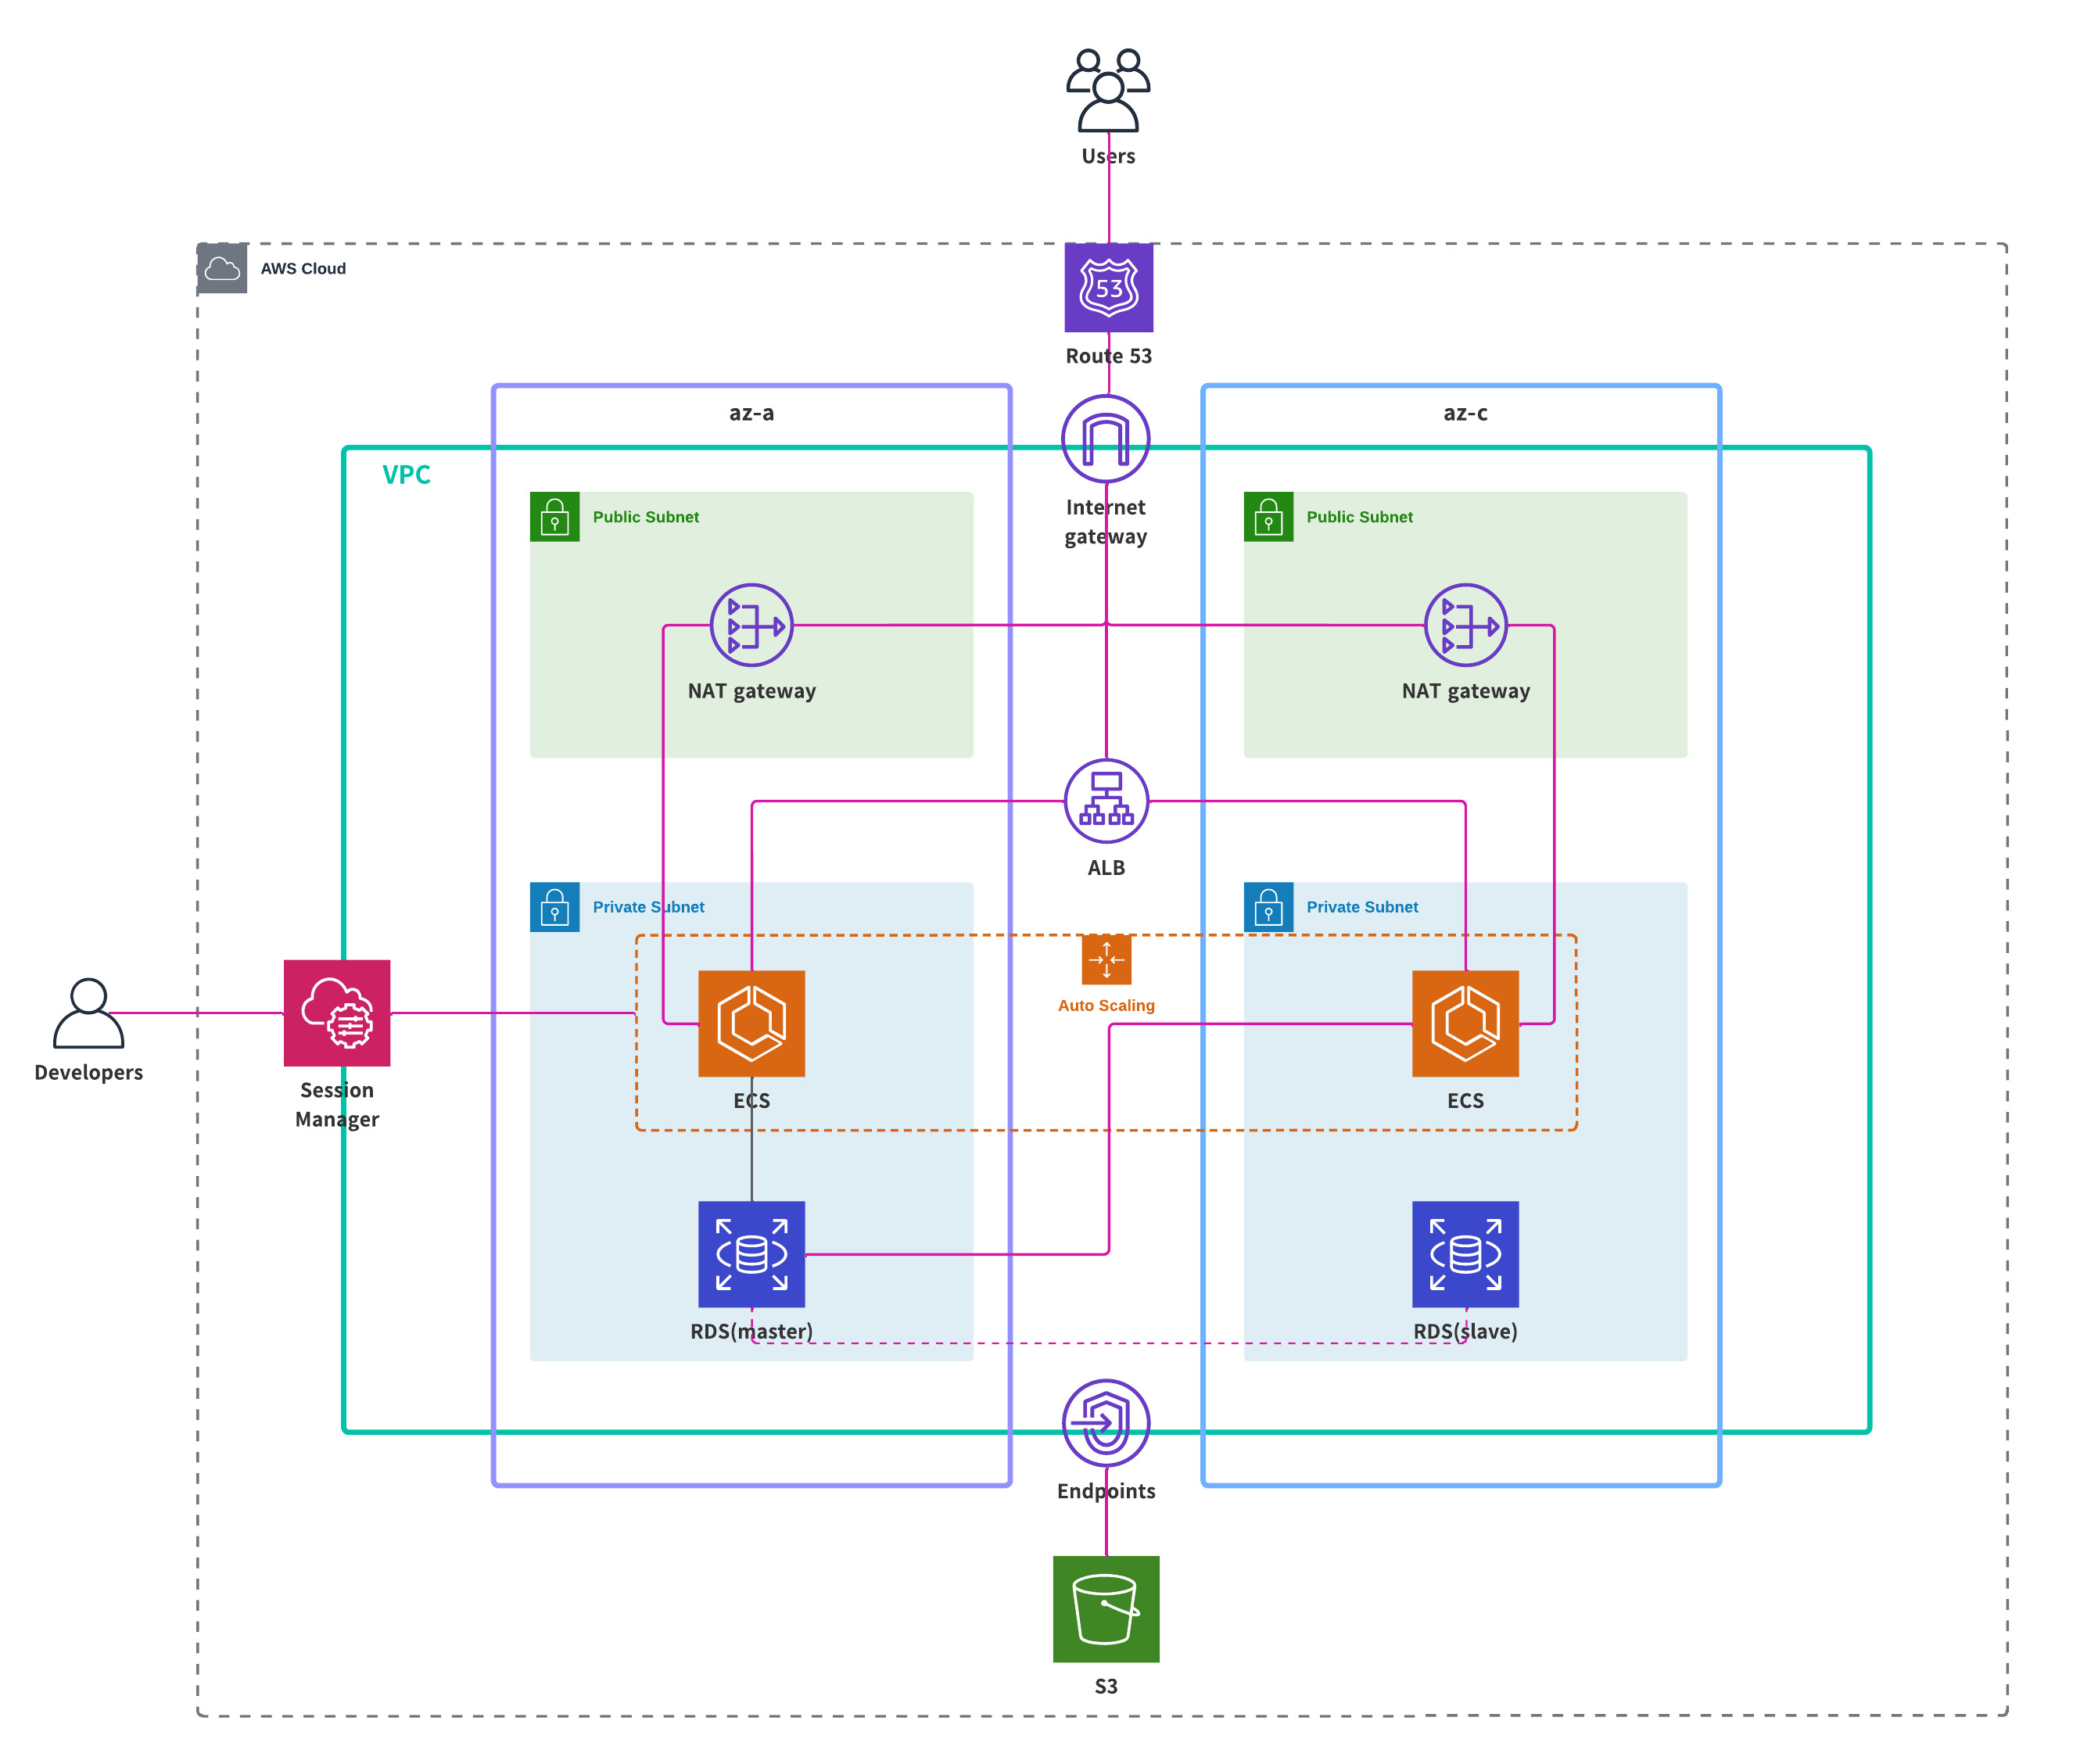 Users
AWS Cloud
53
Route 53
az-a
az-c
VPC
Internet
gateway
Public Subnet
Public Subnet
NAT gateway
NAT gateway
ALB
Private Subnet
Private Subnet
Auto Scaling
Developers
Session
Manager
ECS
ECS
RDS(master)
RDS(slave)
Endpoints
S3